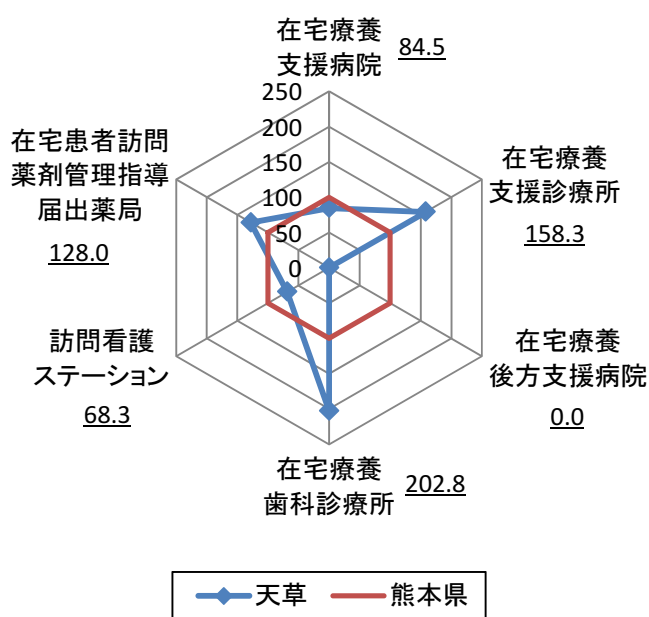 在宅療養
支援病院
84.5
250
200
150
100
50
0
在宅療養
支援診療所
158.3
在宅療養
後方支援病院
0.0
在宅療養
歯科診療所
202.8
訪問看護
ステーション
68.3
在宅患者訪問
薬剤管理指導
届出薬局
128.0
天草
熊本県